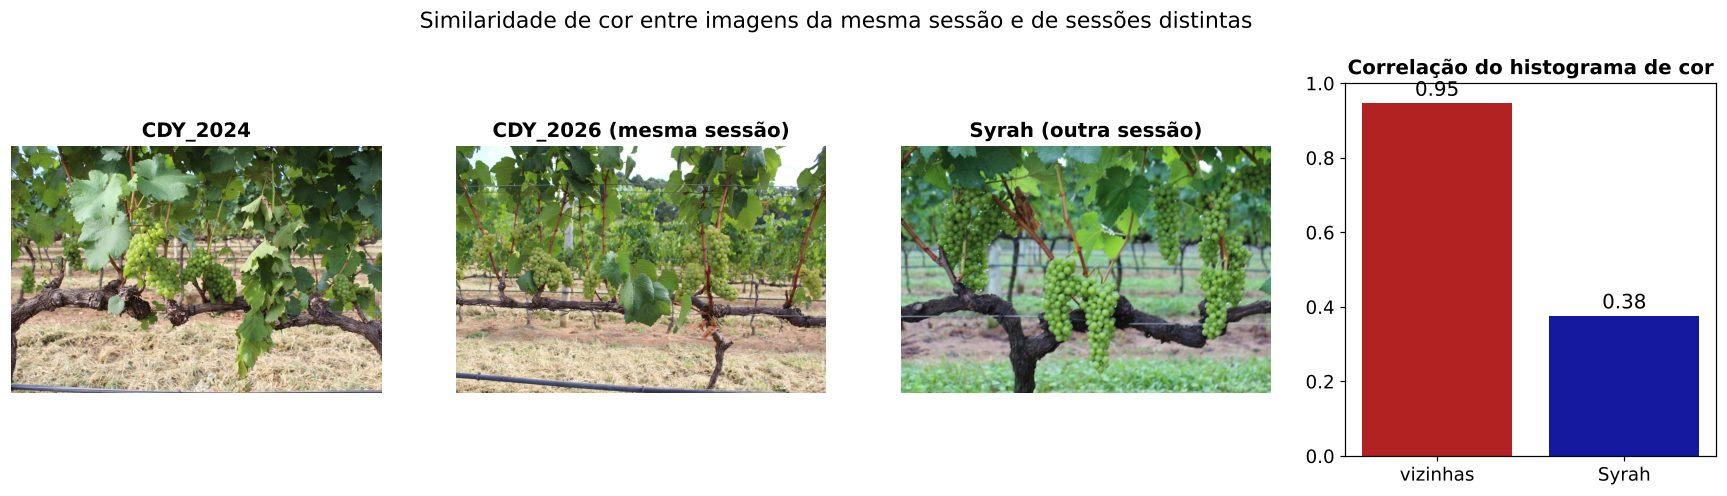 Similaridade de cor entre imagens da mesma sessão e de sessões distintas
CDY_2024
CDY_2026 (mesma sessão)
Syrah (outra sessão)
Correlação do histograma de cor
1.0
0.8
0.6
0.4
0.2
0.0
0.95
0.38
vizinhas
Syrah